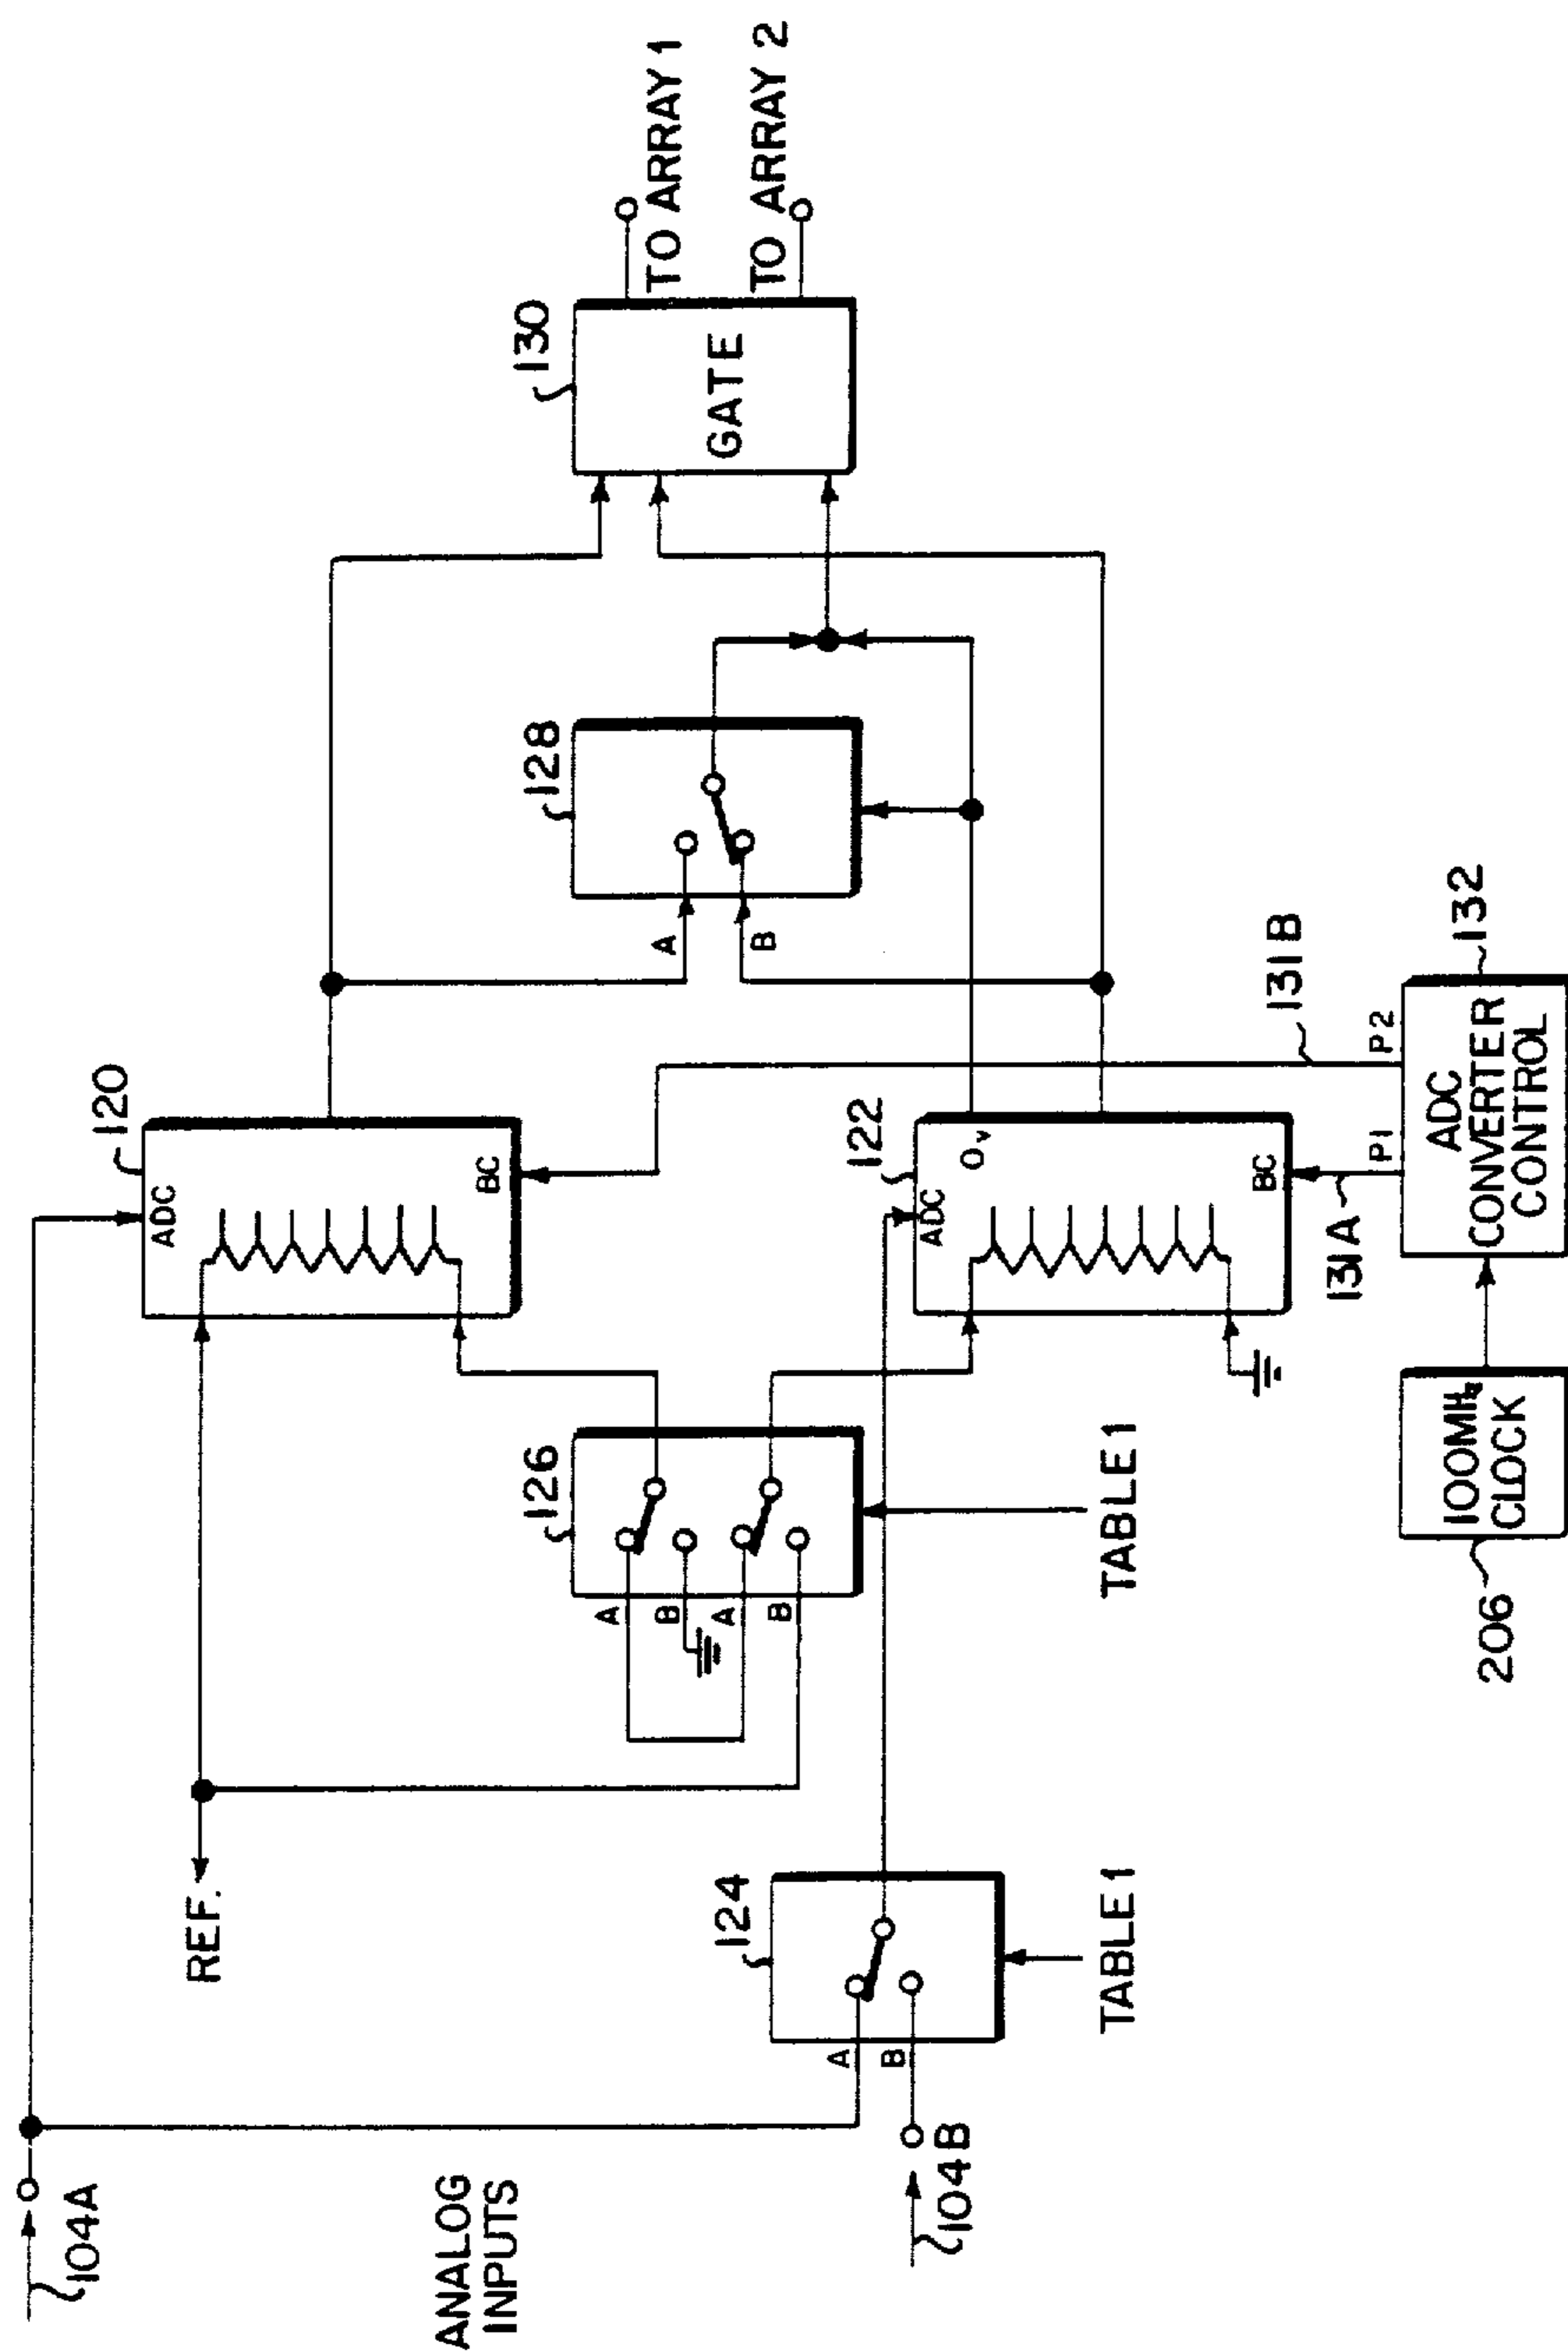 104A
ANALOG
INPUTS
104B
REF.
124
A
B
TABLE 1
126
A
B
A
B
TABLE 1
120
ADC
BC
122
ADC
Ov
BC
128
A
B
130
GATE
TO ARRAY 1
TO ARRAY 2
131A
131B
P1
P2
ADC
CONVERTER
CONTROL
132
100MHz
CLOCK
206